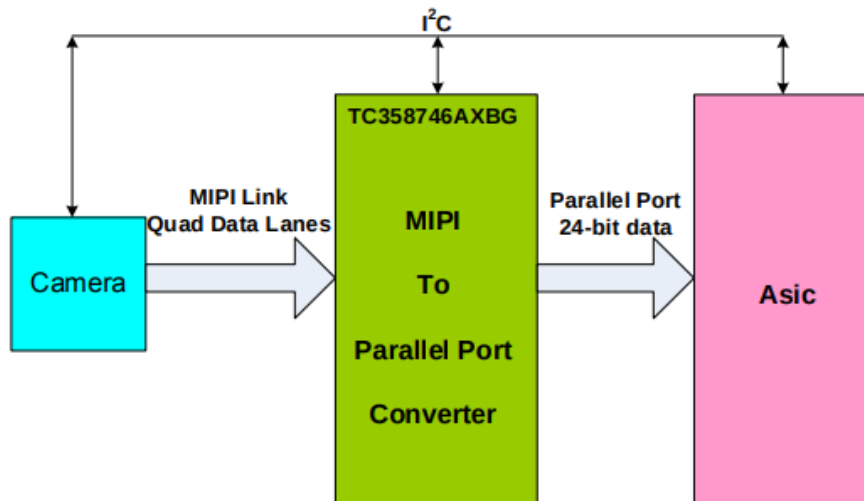 I²C
TC358746AXBG
MIPI Link
Quad Data Lanes
Parallel Port
24-bit data
Camera
MIPI
To
Parallel Port
Converter
Asic